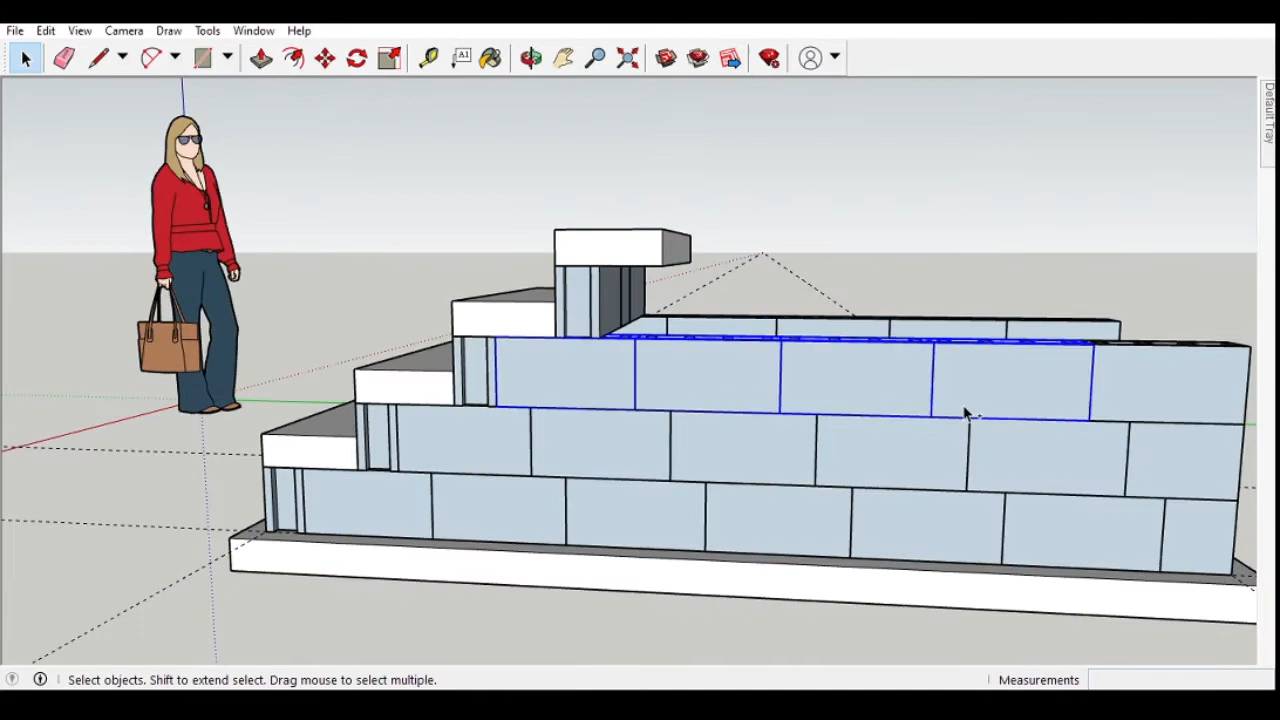 File Edit View Camera Draw Tools Window Help
A1
Default Tray
Select objects. Shift to extend select. Drag mouse to select multiple.
Measurements